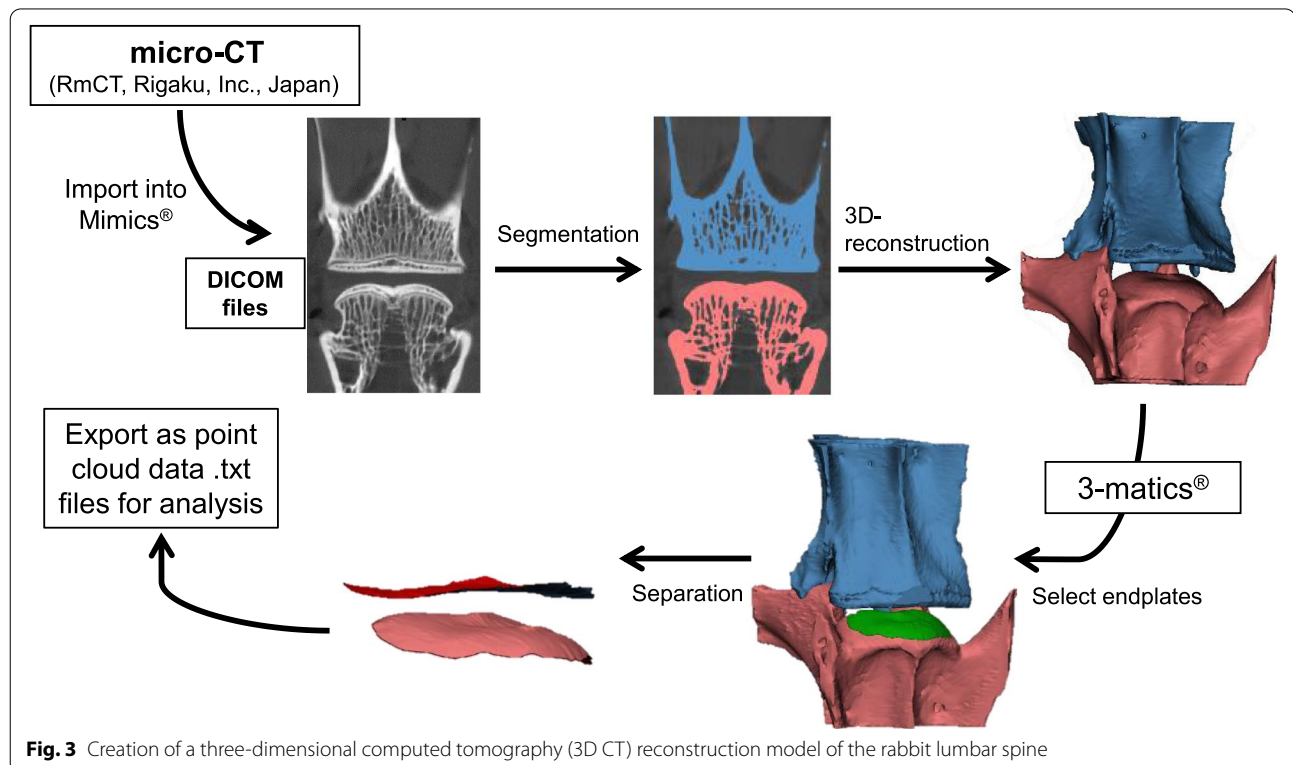 micro-CT
(RmCT, Rigaku, Inc., Japan)
Import into
Mimics®
DICOM
files
Segmentation
3D-
reconstruction
3-matics®
Select endplates
Separation
Export as point
cloud data .txt
files for analysis
Fig. 3 Creation of a three-dimensional computed tomography (3D CT) reconstruction model of the rabbit lumbar spine